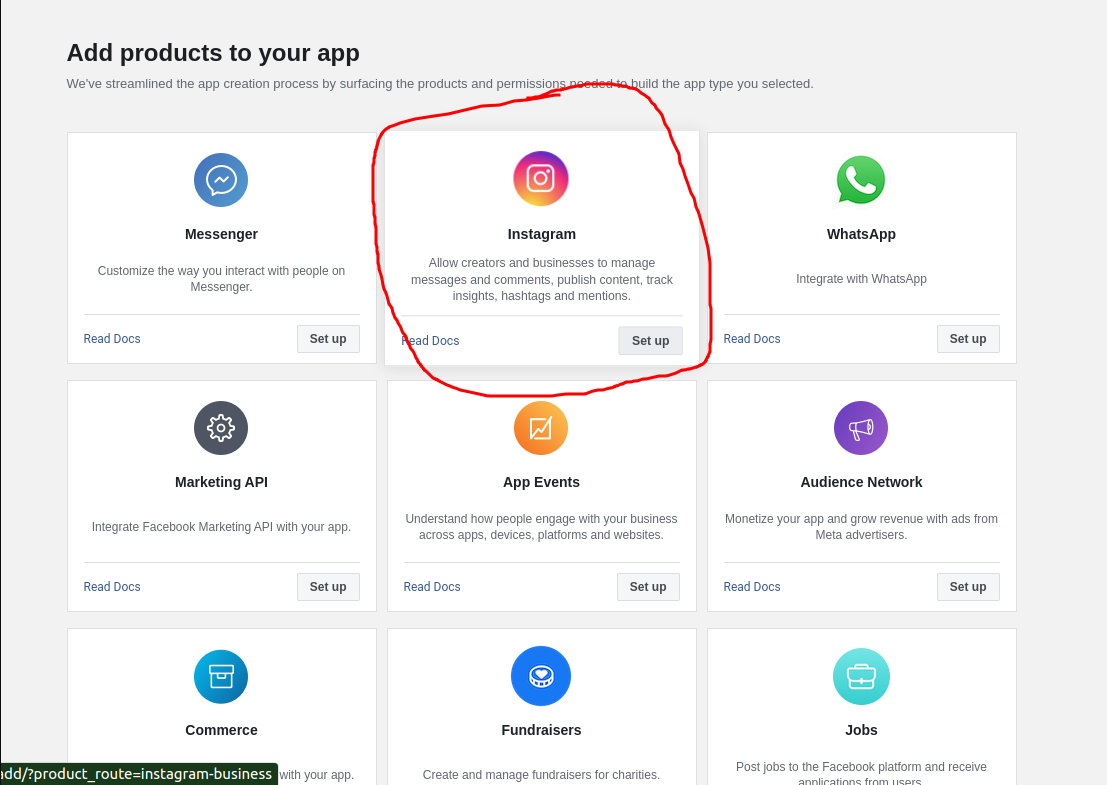 Add products to your app
We've streamlined the app creation process by surfacing the products and permissions needed to build the app type you selected.
Messenger
Customize the way you interact with people on
Messenger.
Read Docs
Set up
Instagram
Allow creators and businesses to manage
messages and comments, publish content, track
insights, hashtags and mentions.
Read Docs
Set up
WhatsApp
Integrate with WhatsApp
Read Docs
Set up
Marketing API
Integrate Facebook Marketing API with your app.
Read Docs
Set up
App Events
Understand how people engage with your business
across apps, devices, platforms and websites.
Read Docs
Set up
Audience Network
Monetize your app and grow revenue with ads from
Meta advertisers.
Read Docs
Set up
Commerce
with your app.
Fundraisers
Create and manage fundraisers for charities.
Jobs
Post jobs to the Facebook platform and receive
applications from users.
add/?product_route=instagram-business